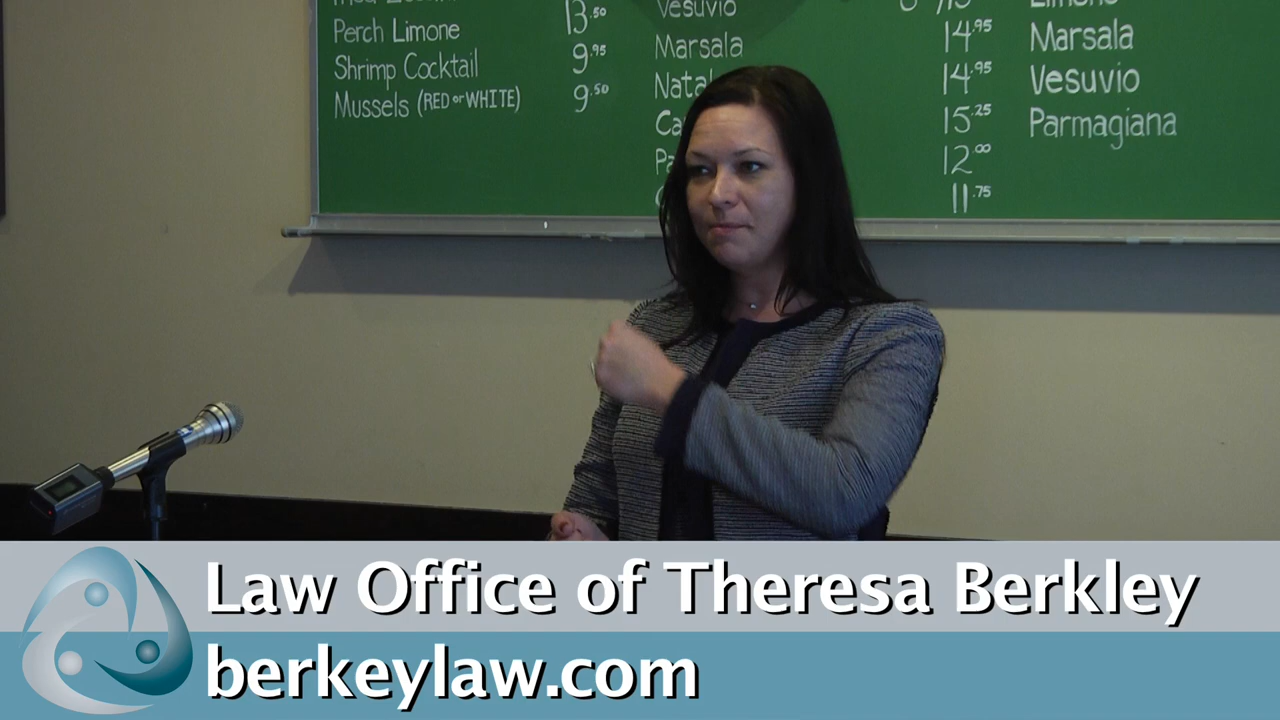 Perch Limone 13.50
Shrimp Cocktail 9.95
Mussels (RED or WHITE) 9.50
Vesuvio
Marsala 14.95
14.95
15.25
12.00
11.75
Marsala
Vesuvio
Parmagiana
Law Office of Theresa Berkley
berkeylaw.com